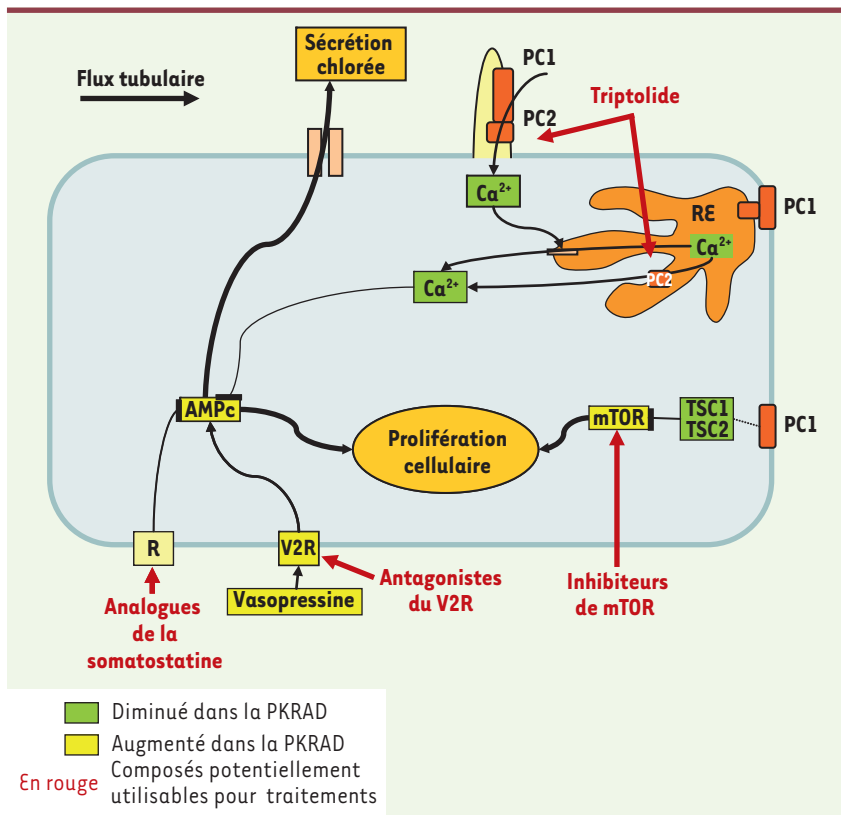 Sécrétion
chlorée
Flux tubulaire
PC1
PC2
Triptolide
Ca²⁺
RE
PC1
Ca²⁺
PC2
Ca²⁺
AMPc
Prolifération
cellulaire
mTOR
TSC1
TSC2
PC1
R
V2R
Vasopressine
Analogues
de la
somatostatine
Antagonistes
du V2R
Inhibiteurs
de mTOR
Diminué dans la PKRAD
Augmenté dans la PKRAD
En rouge Composés potentiellement
utilisables pour traitements